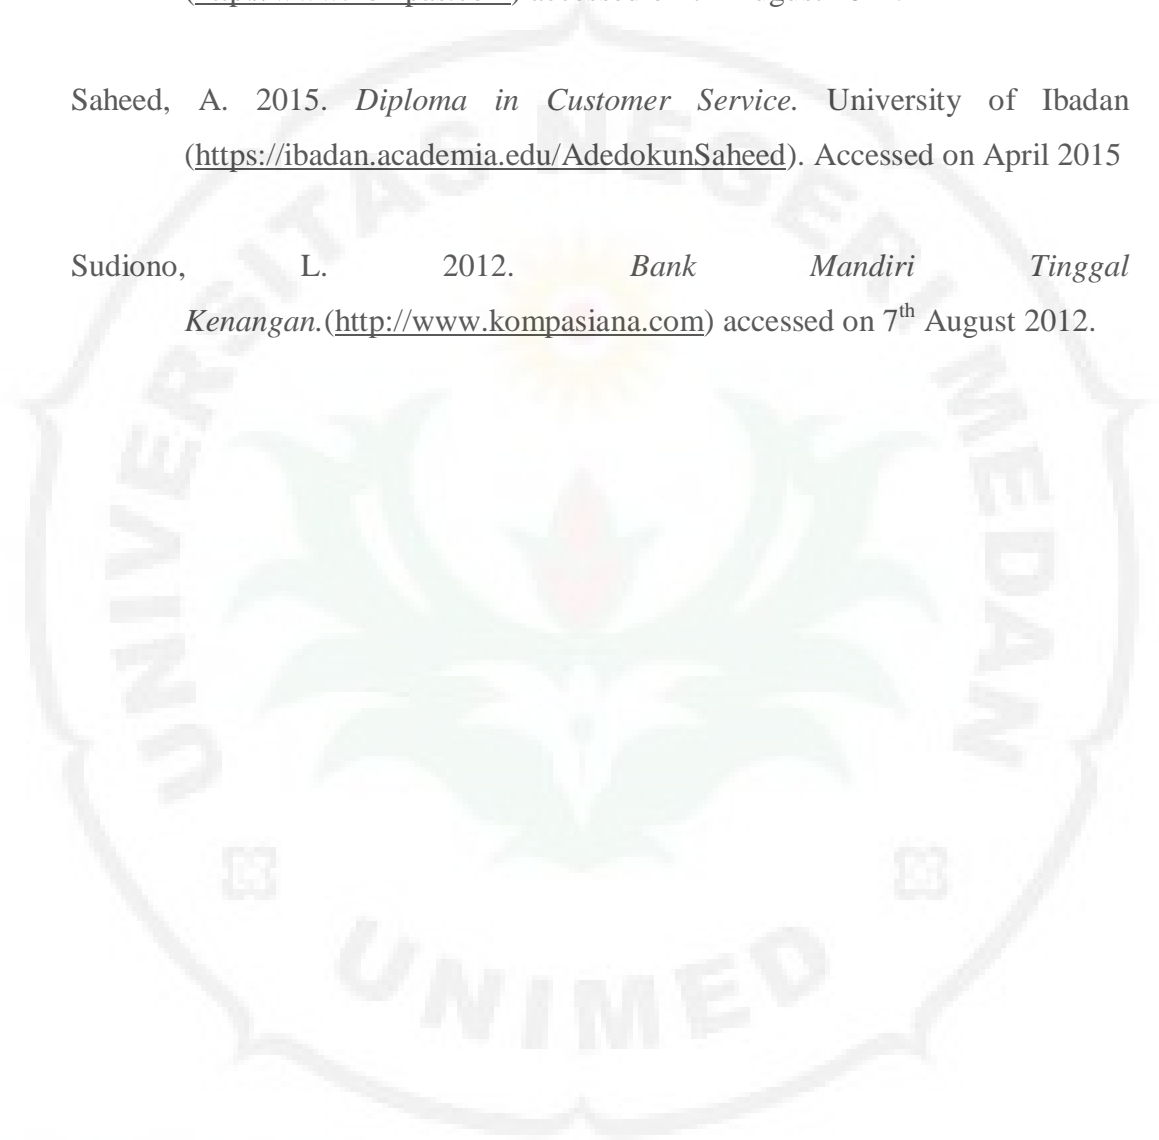 Saheed, A. 2015. Diploma in Customer Service. University of Ibadan
(https://ibadan.academia.edu/AdedokunSaheed). Accessed on April 2015
Sudiono, L. 2012. Bank Mandiri Tinggal
Kenangan.(http://www.kompasiana.com) accessed on 7th August 2012.
UNIVERSITAS NEGERI MEDAN
UNIMED